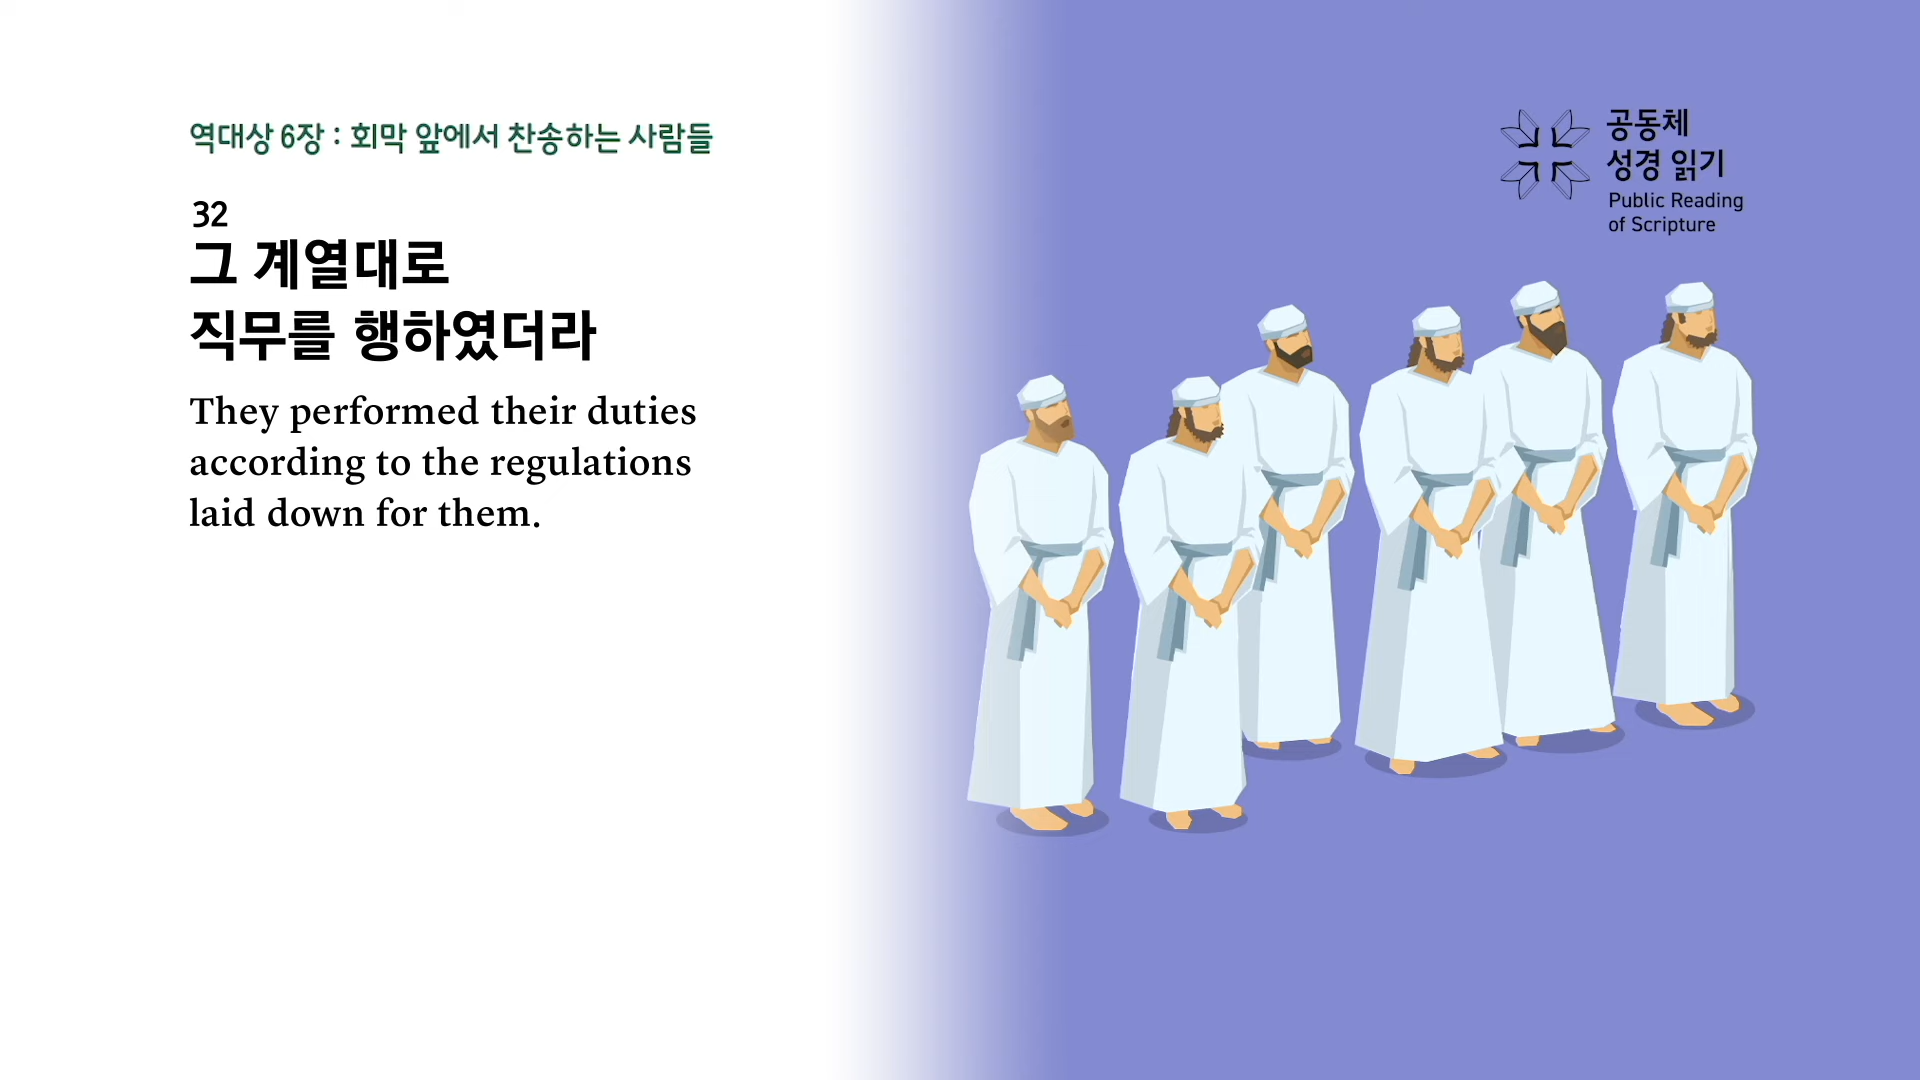 역대상 6장 : 회막 앞에서 찬송하는 사람들
32
그 계열대로
직무를 행하였더라
They performed their duties
according to the regulations
laid down for them.
공동체
성경 읽기
Public Reading
of Scripture